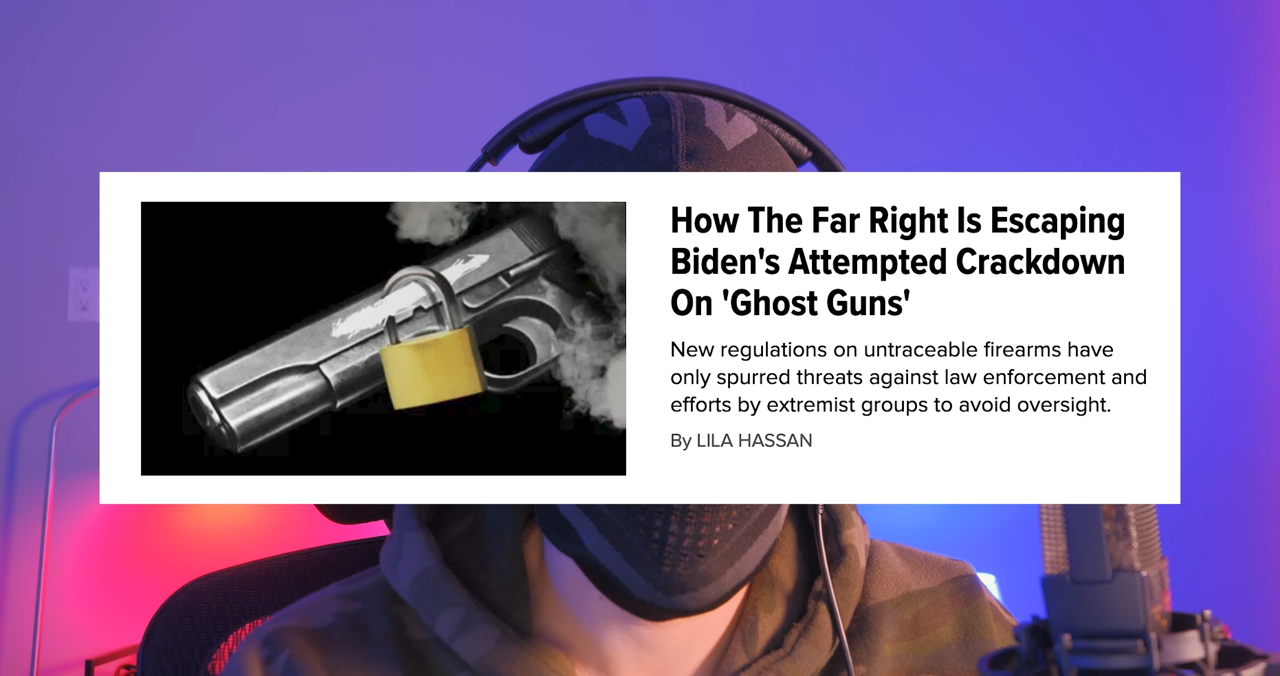 How The Far Right Is Escaping
Biden's Attempted Crackdown
On 'Ghost Guns'
New regulations on untraceable firearms have
only spurred threats against law enforcement and
efforts by extremist groups to avoid oversight.
By LILA HASSAN